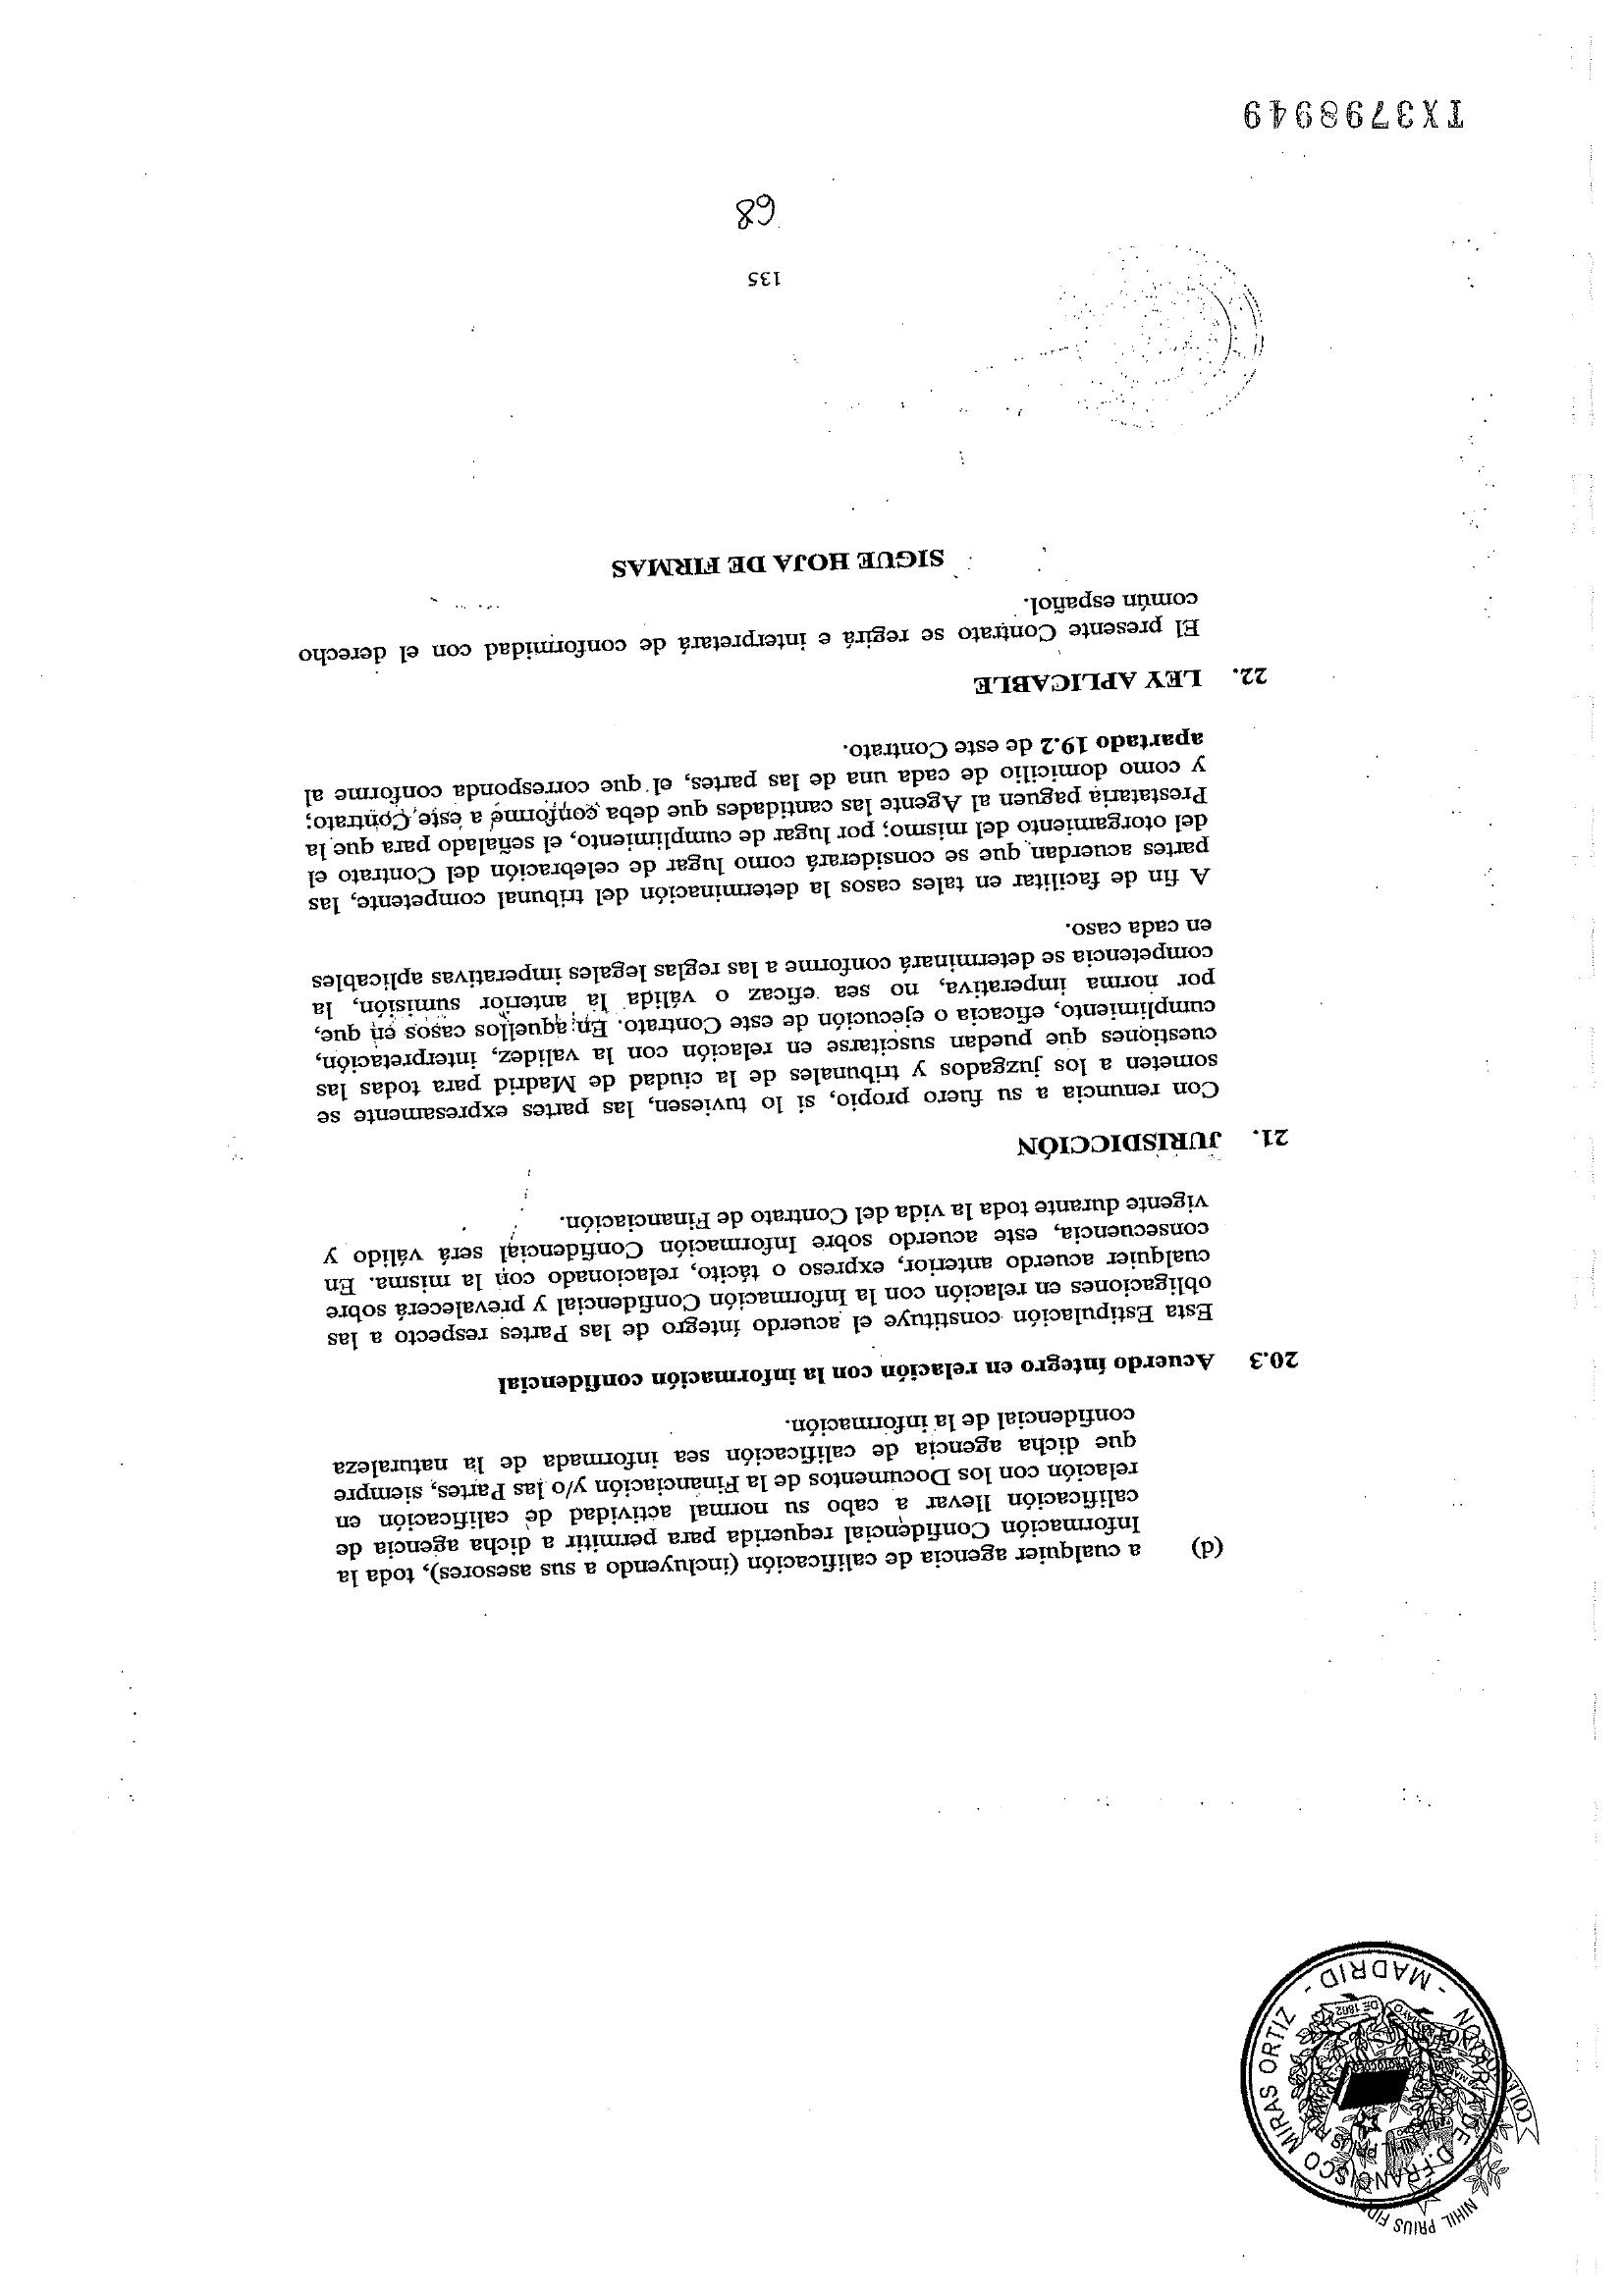 NIHIL PRIUS FIDE
NOTARIA DE D. FRANCISCO MIRAS ORTIZ
- MADRID -
(d) a cualquier agencia de calificación (incluyendo a sus asesores), toda la
Información Confidencial requerida para permitir a dicha agencia de
calificación llevar a cabo su normal actividad de calificación en
relación con los Documentos de la Financiación y/o las Partes, siempre
que dicha agencia de calificación sea informada de la naturaleza
confidencial de la información.
20.3 Acuerdo íntegro en relación con la información confidencial
Esta Estipulación constituye el acuerdo íntegro de las Partes respecto a las
obligaciones en relación con la Información Confidencial y prevalecerá sobre
cualquier acuerdo anterior, expreso o tácito, relacionado con la misma. En
consecuencia, este acuerdo sobre Información Confidencial será válido y
vigente durante toda la vida del Contrato de Financiación.
21. JURISDICCIÓN
Con renuncia a su fuero propio, si lo tuviesen, las partes expresamente se
someten a los juzgados y tribunales de la ciudad de Madrid para todas las
cuestiones que puedan suscitarse en relación con la validez, interpretación,
cumplimiento, eficacia o ejecución de este Contrato. En aquellos casos en que,
por norma imperativa, no sea eficaz o válida la anterior sumisión, la
competencia se determinará conforme a las reglas legales imperativas aplicables
en cada caso.
A fin de facilitar en tales casos la determinación del tribunal competente, las
partes acuerdan que se considerará como lugar de celebración del Contrato el
del otorgamiento del mismo; por lugar de cumplimiento, el señalado para que la
Prestataria paguen al Agente las cantidades que deba conforme a este Contrato;
y como domicilio de cada una de las partes, el que corresponda conforme al
apartado 19.2 de este Contrato.
22. LEY APLICABLE
El presente Contrato se regirá e interpretará de conformidad con el derecho
común español.
SIGUE HOJA DE FIRMAS
135
68
TX3798949